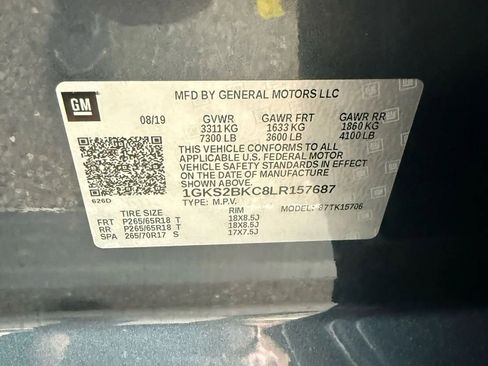 GM
MFD BY GENERAL MOTORS LLC
08/19 GVWR GAWR FRT GAWR RR
3311 KG 1633 KG 1860 KG
7300 LB 3600 LB 4100 LB
THIS VEHICLE CONFORMS TO ALL
APPLICABLE U.S. FEDERAL MOTOR
VEHICLE SAFETY STANDARDS IN EFFECT
ON THE DATE OF MANUFACTURE SHOWN ABOVE.
1GKS2BKC8LR157687
626D
TYPE: M.P.V. MODEL: 87TK15706
RIM
FRT P265/65R18 T 18X8.5J
RR P265/65R18 T 18X8.5J
SPA 265/70R17 S 17X7.5J